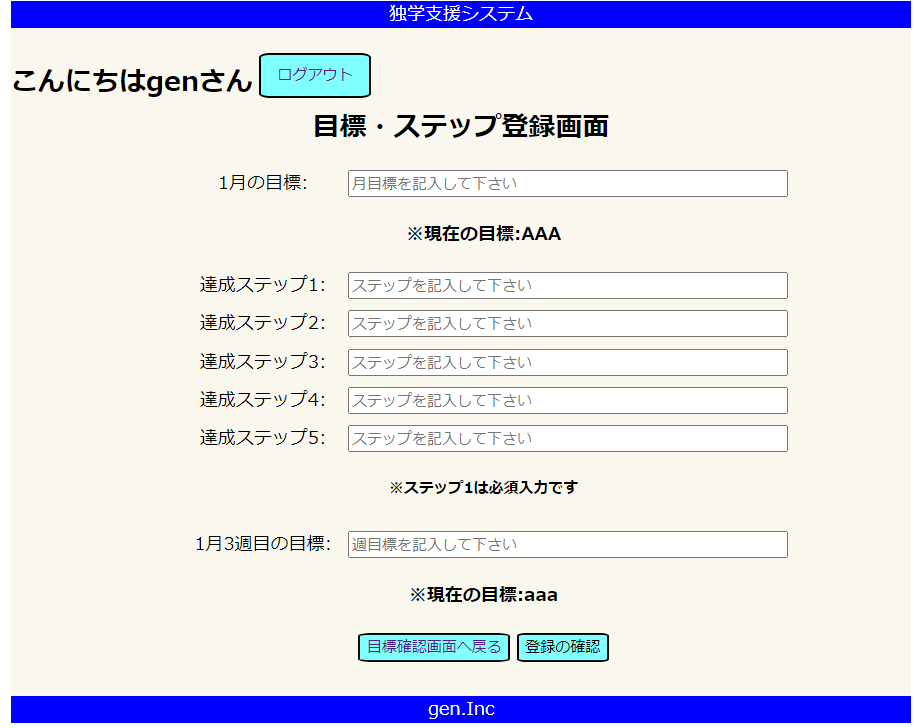 独学支援システム
こんにちはgenさん ログアウト
目標・ステップ登録画面
1月の目標: 月目標を記入して下さい
※現在の目標:AAA
達成ステップ1: ステップを記入して下さい
達成ステップ2: ステップを記入して下さい
達成ステップ3: ステップを記入して下さい
達成ステップ4: ステップを記入して下さい
達成ステップ5: ステップを記入して下さい
※ステップ1は必須入力です
1月3週目の目標: 週目標を記入して下さい
※現在の目標:aaa
目標確認画面へ戻る 登録の確認
gen.Inc